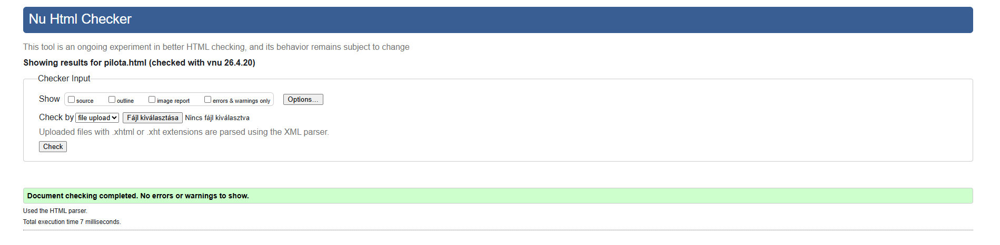 Nu Html Checker
This tool is an ongoing experiment in better HTML checking, and its behavior remains subject to change
Showing results for pilota.html (checked with vnu 26.4.20)
Checker Input
Show source outline image report errors & warnings only Options...
Check by file upload Fájl kiválasztása Nincs fájl kiválasztva
Uploaded files with .xhtml or .xht extensions are parsed using the XML parser.
Check
Document checking completed. No errors or warnings to show.
Used the HTML parser.
Total execution time 7 milliseconds.